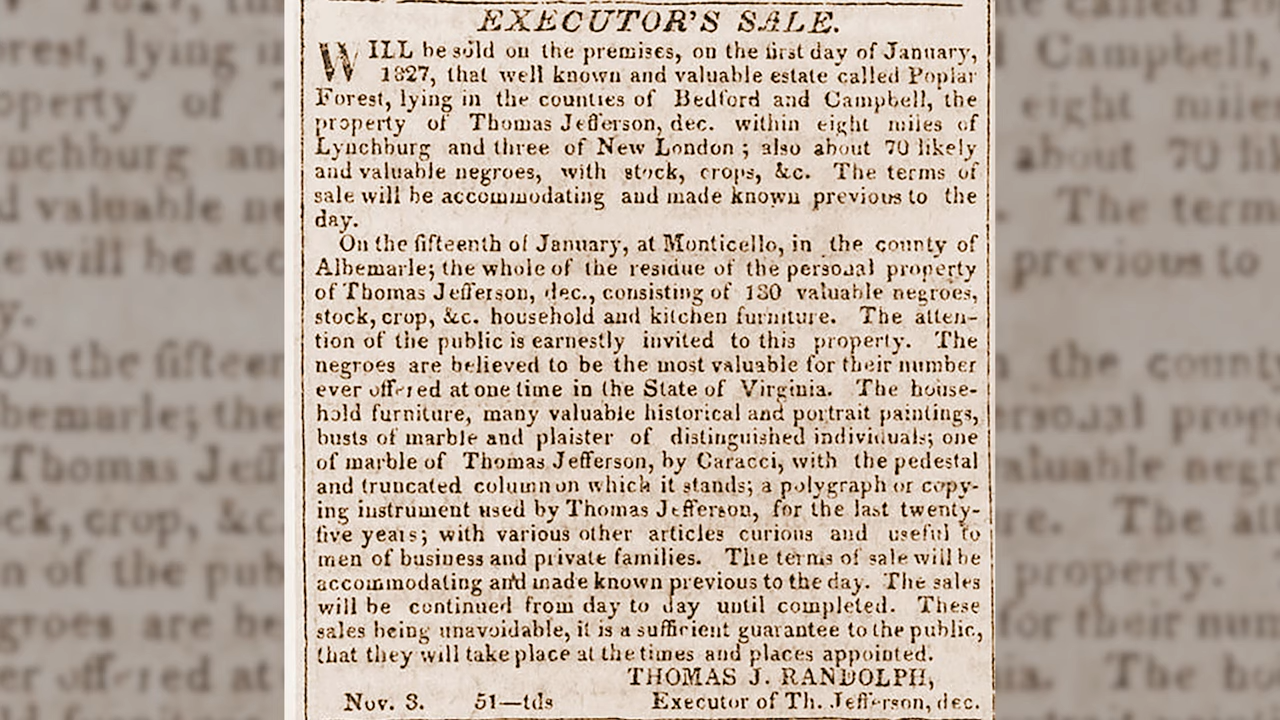 EXECUTOR'S SALE.
WILL be sold on the premises, on the first day of January,
1827, that well known and valuable estate called Poplar
Forest, lying in the counties of Bedford and Campbell, the
property of Thomas Jefferson, dec. within eight miles of
Lynchburg and three of New London; also about 70 likely
and valuable negroes, with stock, crops, &c. The terms of
sale will be accommodating and made known previous to the
day.
On the fifteenth of January, at Monticello, in the county of
Albemarle; the whole of the residue of the personal property
of Thomas Jefferson, dec., consisting of 130 valuable negroes,
stock, crop, &c. household and kitchen furniture. The atten-
tion of the public is earnestly invited to this property. The
negroes are believed to be the most valuable for their number
ever offered at one time in the State of Virginia. The house-
hold furniture, many valuable historical and portrait paintings,
busts of marble and plaister of distinguished individuals; one
of marble of Thomas Jefferson, by Caracci, with the pedestal
and truncated column on which it stands; a polygraph or copy-
ing instrument used by Thomas Jefferson, for the last twenty-
five years; with various other articles curious and useful to
men of business and private families. The terms of sale will be
accommodating and made known previous to the day. The sales
will be continued from day to day until completed. These
sales being unavoidable, it is a sufficient guarantee to the public,
that they will take place at the times and places appointed.
THOMAS J. RANDOLPH,
Nov. 3. 51—tds Executor of Th. Jefferson, dec.